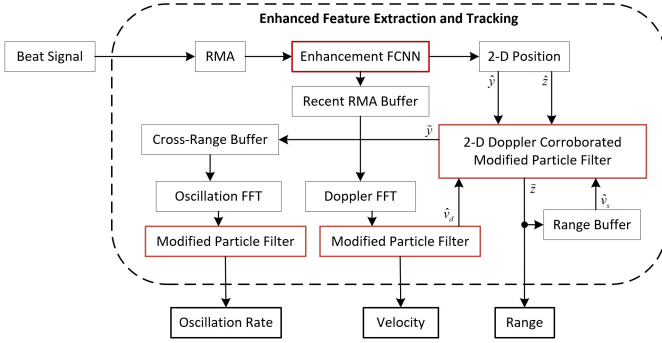 Enhanced Feature Extraction and Tracking
Beat Signal
RMA
Enhancement FCNN
2-D Position
ŷ
ẑ
Recent RMA Buffer
Cross-Range Buffer
ỹ
2-D Doppler Corroborated
Modified Particle Filter
Oscillation FFT
Doppler FFT
v̂_d
z̃
v̂_s
Range Buffer
Modified Particle Filter
Modified Particle Filter
Oscillation Rate
Velocity
Range